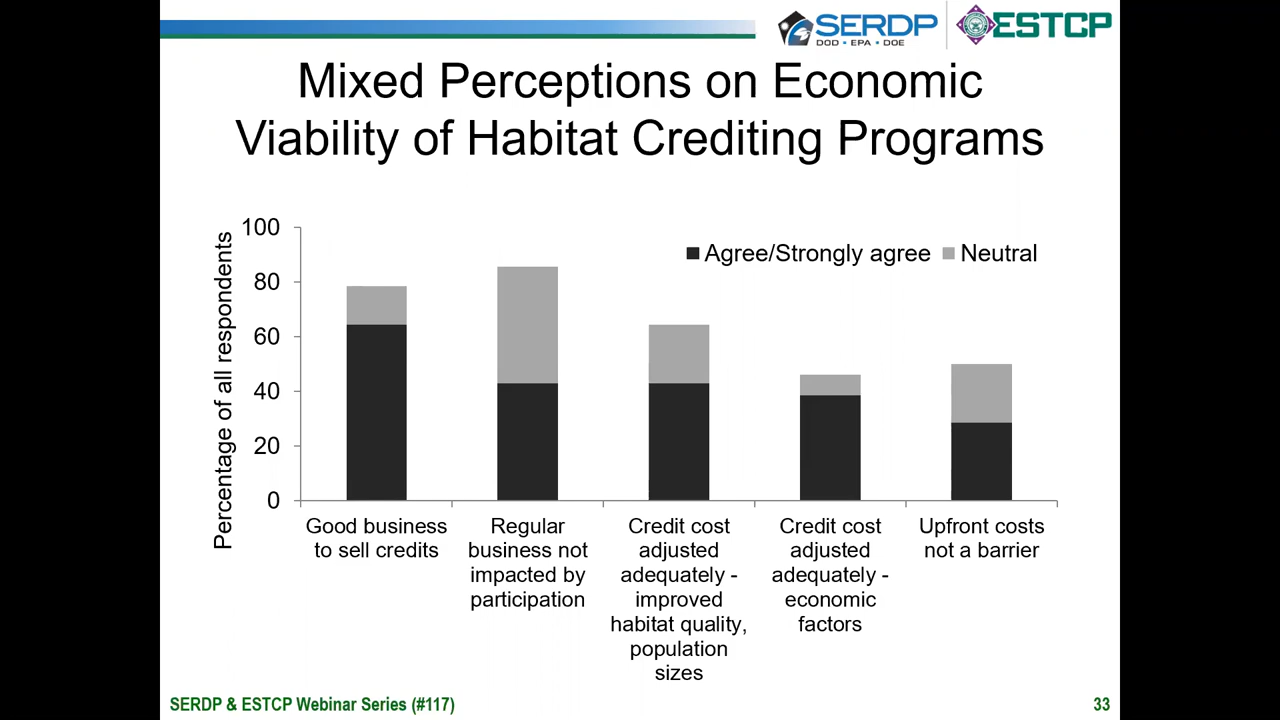 SERDP
DOD • EPA • DOE
ESTCP
Mixed Perceptions on Economic
Viability of Habitat Crediting Programs
Percentage of all respondents
100
80
60
40
20
0
Agree/Strongly agree
Neutral
Good business
to sell credits
Regular
business not
impacted by
participation
Credit cost
adjusted
adequately -
improved
habitat quality,
population
sizes
Credit cost
adjusted
adequately -
economic
factors
Upfront costs
not a barrier
SERDP & ESTCP Webinar Series (#117)
33